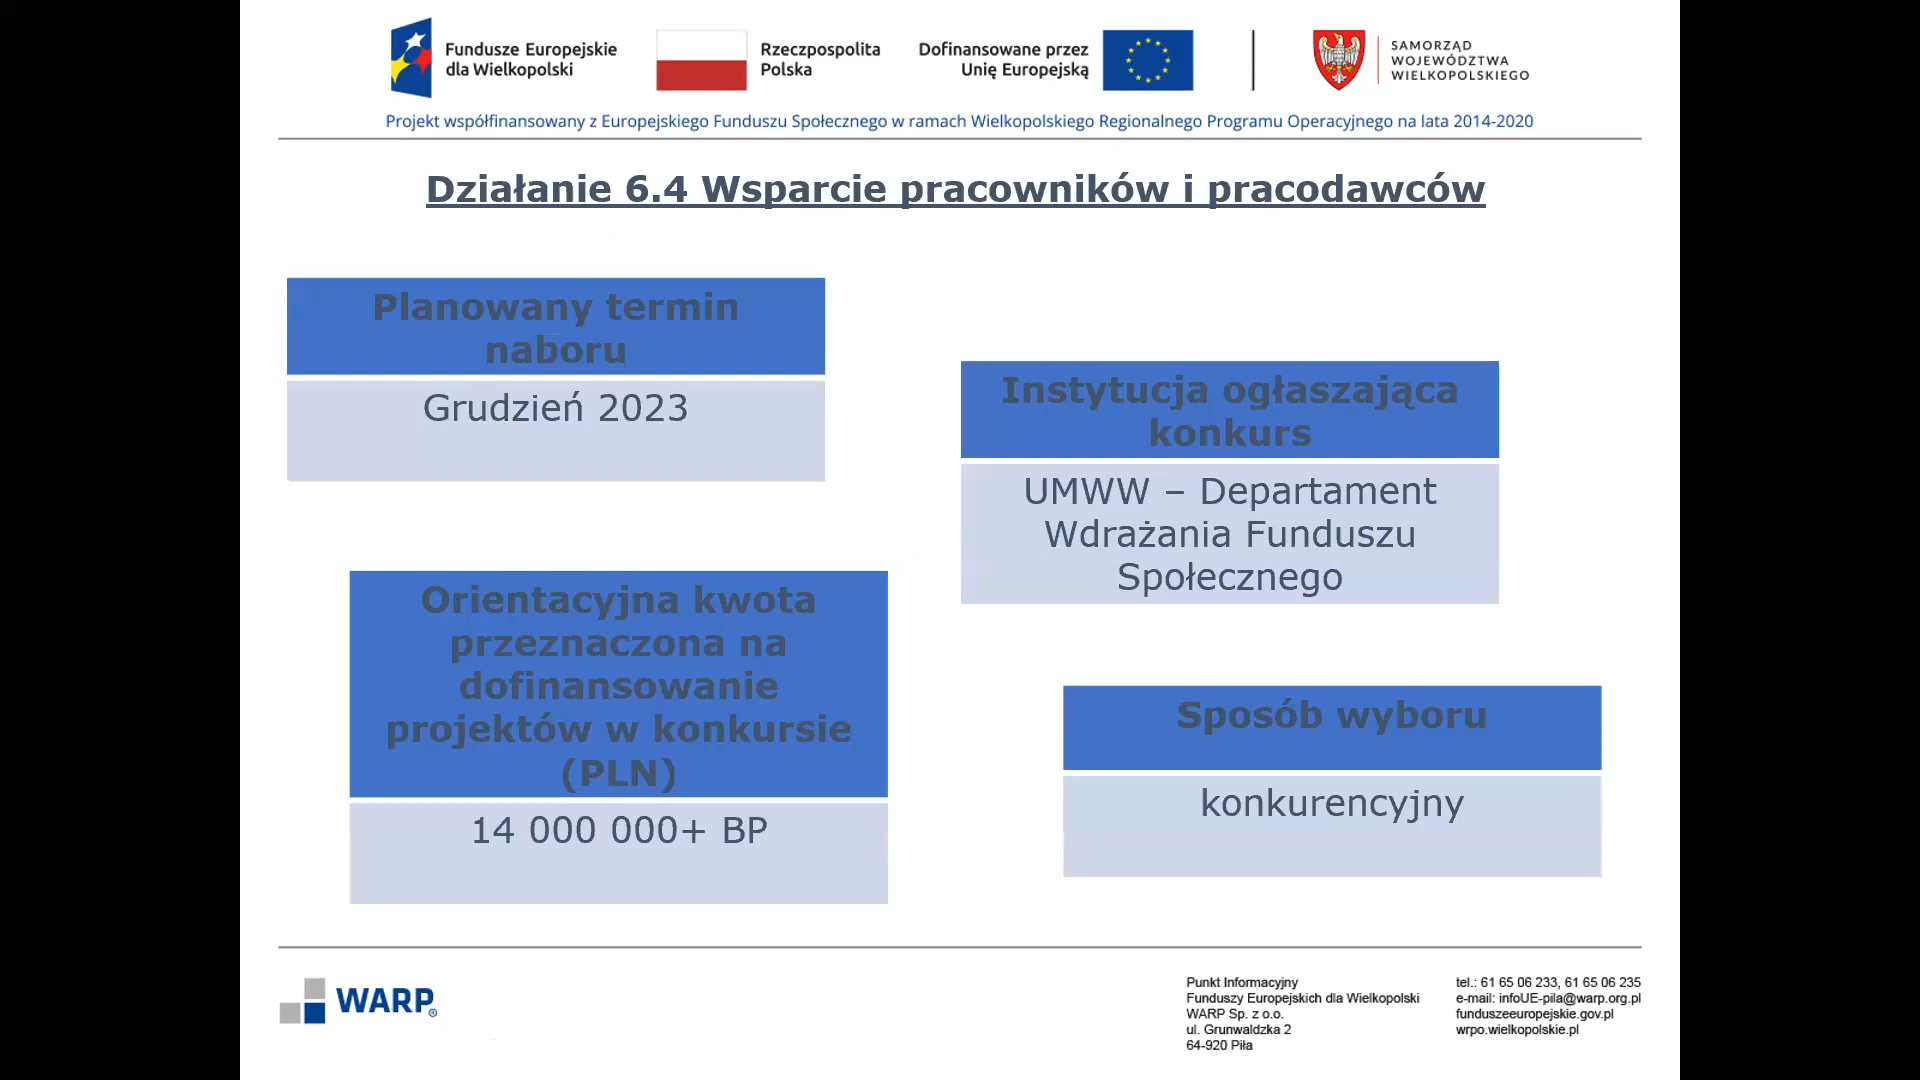 Fundusze Europejskie
dla Wielkopolski
Rzeczpospolita
Polska
Dofinansowane przez
Unię Europejską
SAMORZĄD
WOJEWÓDZTWA
WIELKOPOLSKIEGO
Projekt współfinansowany z Europejskiego Funduszu Społecznego w ramach Wielkopolskiego Regionalnego Programu Operacyjnego na lata 2014-2020
Działanie 6.4 Wsparcie pracowników i pracodawców
Planowany termin
naboru
Grudzień 2023
Instytucja ogłaszająca
konkurs
UMWW – Departament
Wdrażania Funduszu
Społecznego
Orientacyjna kwota
przeznaczona na
dofinansowanie
projektów w konkursie
(PLN)
14 000 000+ BP
Sposób wyboru
konkurencyjny
WARP®
Punkt Informacyjny
Funduszy Europejskich dla Wielkopolski
WARP Sp. z o.o.
ul. Grunwaldzka 2
64-920 Piła
tel.: 61 65 06 233, 61 65 06 235
e-mail: infoUE-pila@warp.org.pl
funduszeeuropejskie.gov.pl
wrpo.wielkopolskie.pl